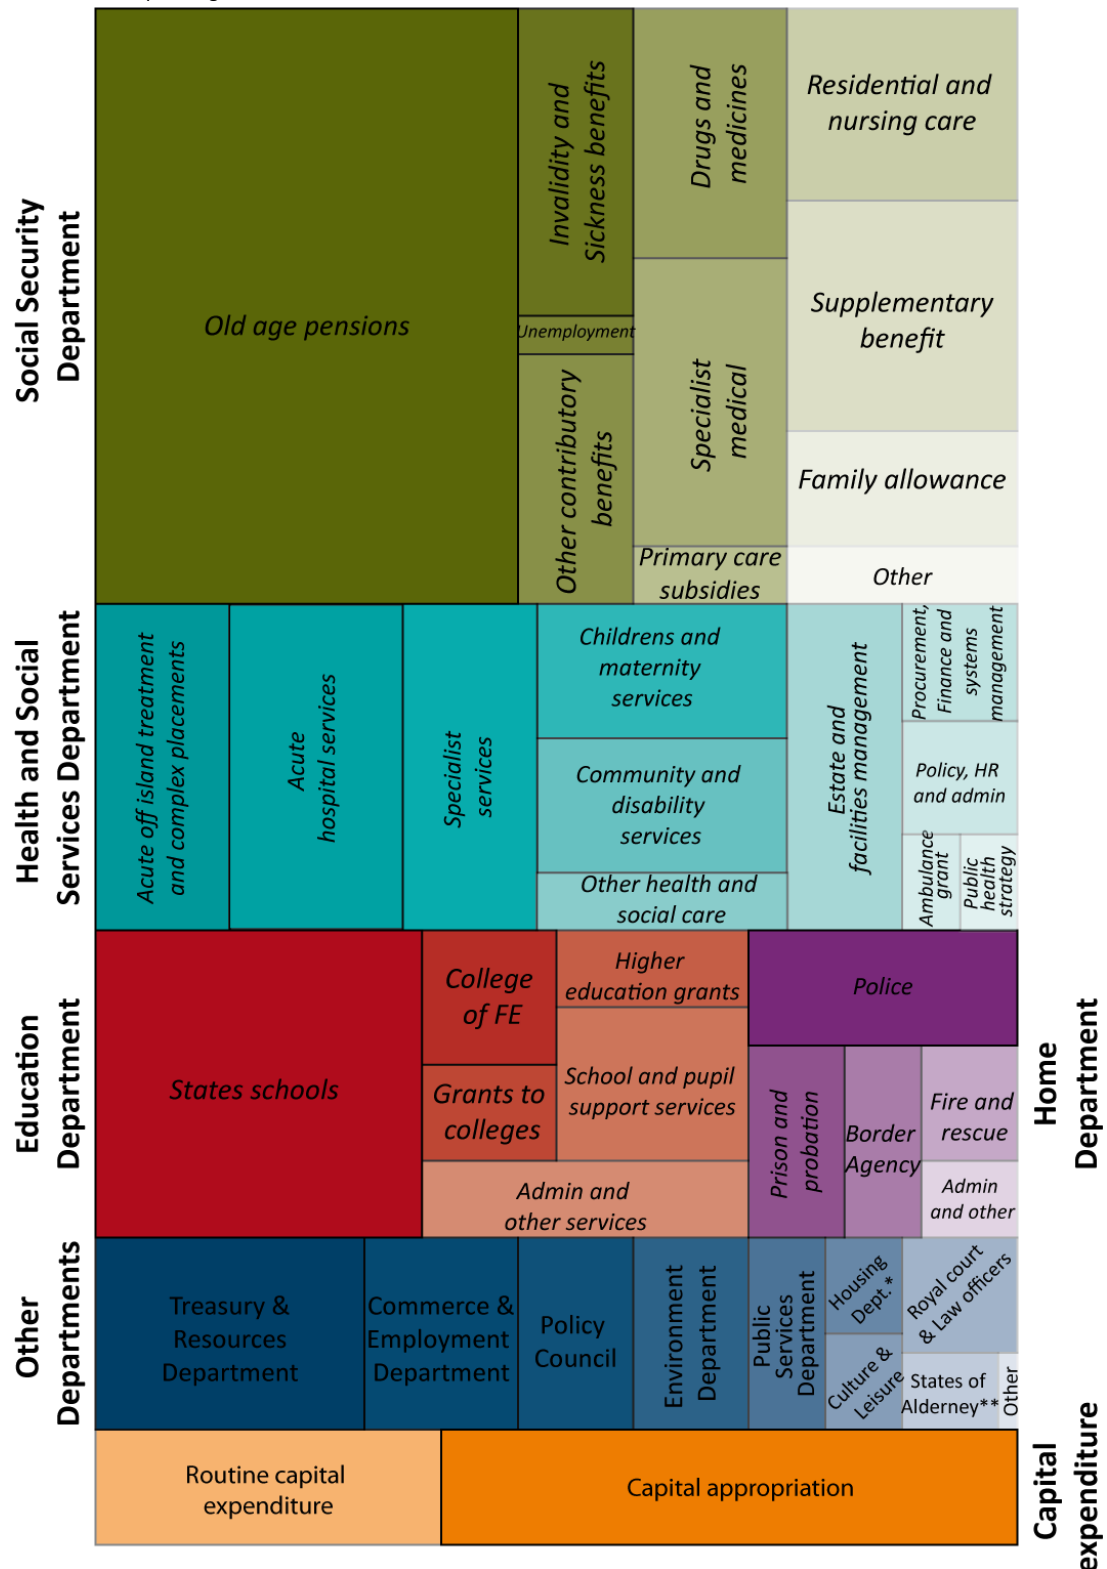 Social Security
Department
Old age pensions
Invalidity and
Sickness benefits
Unemployment
Other contributory
benefits
Drugs and
medicines
Specialist
medical
Primary care
subsidies
Residential and
nursing care
Supplementary
benefit
Family allowance
Other
Health and Social
Services Department
Acute off island treatment
and complex placements
Acute
hospital services
Specialist
services
Childrens and
maternity
services
Community and
disability
services
Other health and
social care
Estate and
facilities management
Procurement,
Finance and
systems
management
Policy, HR
and admin
Ambulance
grant
Public
health
strategy
Education
Department
States schools
College
of FE
Grants to
colleges
Higher
education grants
School and pupil
support services
Admin and
other services
Home
Department
Police
Prison and
probation
Border
Agency
Fire and
rescue
Admin
and other
Other
Departments
Treasury &
Resources
Department
Commerce &
Employment
Department
Policy
Council
Environment
Department
Public
Services
Department
Housing
Dept.*
Culture &
Leisure
Royal court
& Law officers
States of
Alderney**
Other
Capital
expenditure
Routine capital
expenditure
Capital appropriation